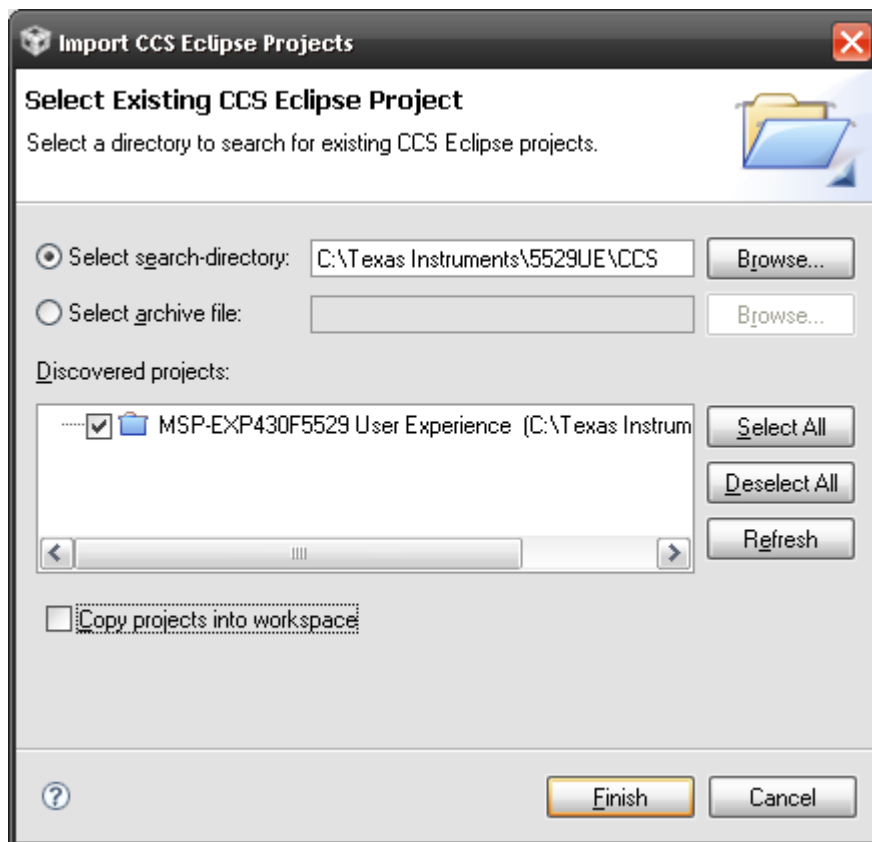 Import CCS Eclipse Projects
Select Existing CCS Eclipse Project
Select a directory to search for existing CCS Eclipse projects.
Select search-directory: C:\Texas Instruments\5529UE\CCS Browse...
Select archive file: Browse...
Discovered projects:
MSP-EXP430F5529 User Experience (C:\Texas Instrum Select All
Deselect All
Refresh
Copy projects into workspace
? Finish Cancel